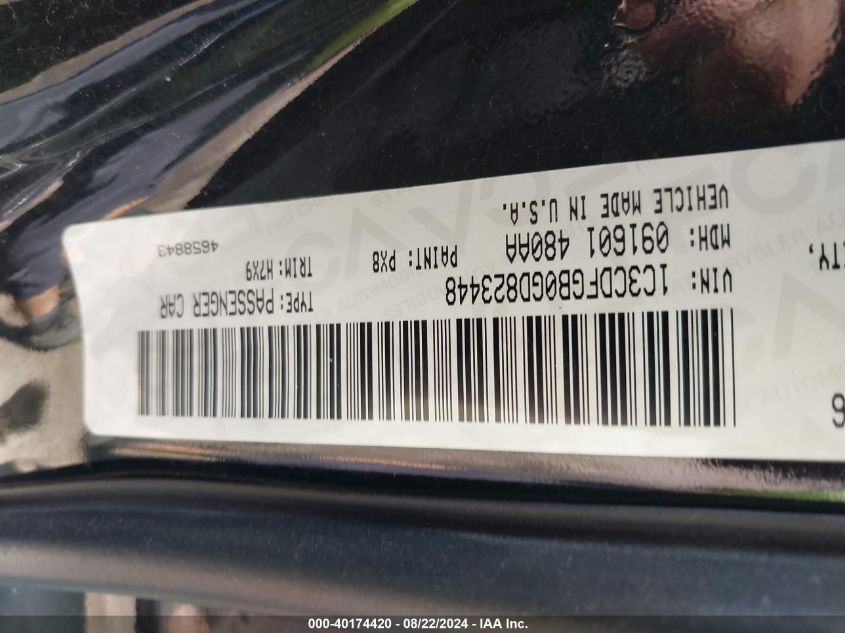 VIN: TYPE: PASSENGER CAR
1C3CDFGB0GD823448
MDH: 091601 480AA PAINT: PX8 TRIM: H7X9
VEHICLE MADE IN U.S.A. 4658843
000-40174420 - 08/22/2024 - IAA Inc.